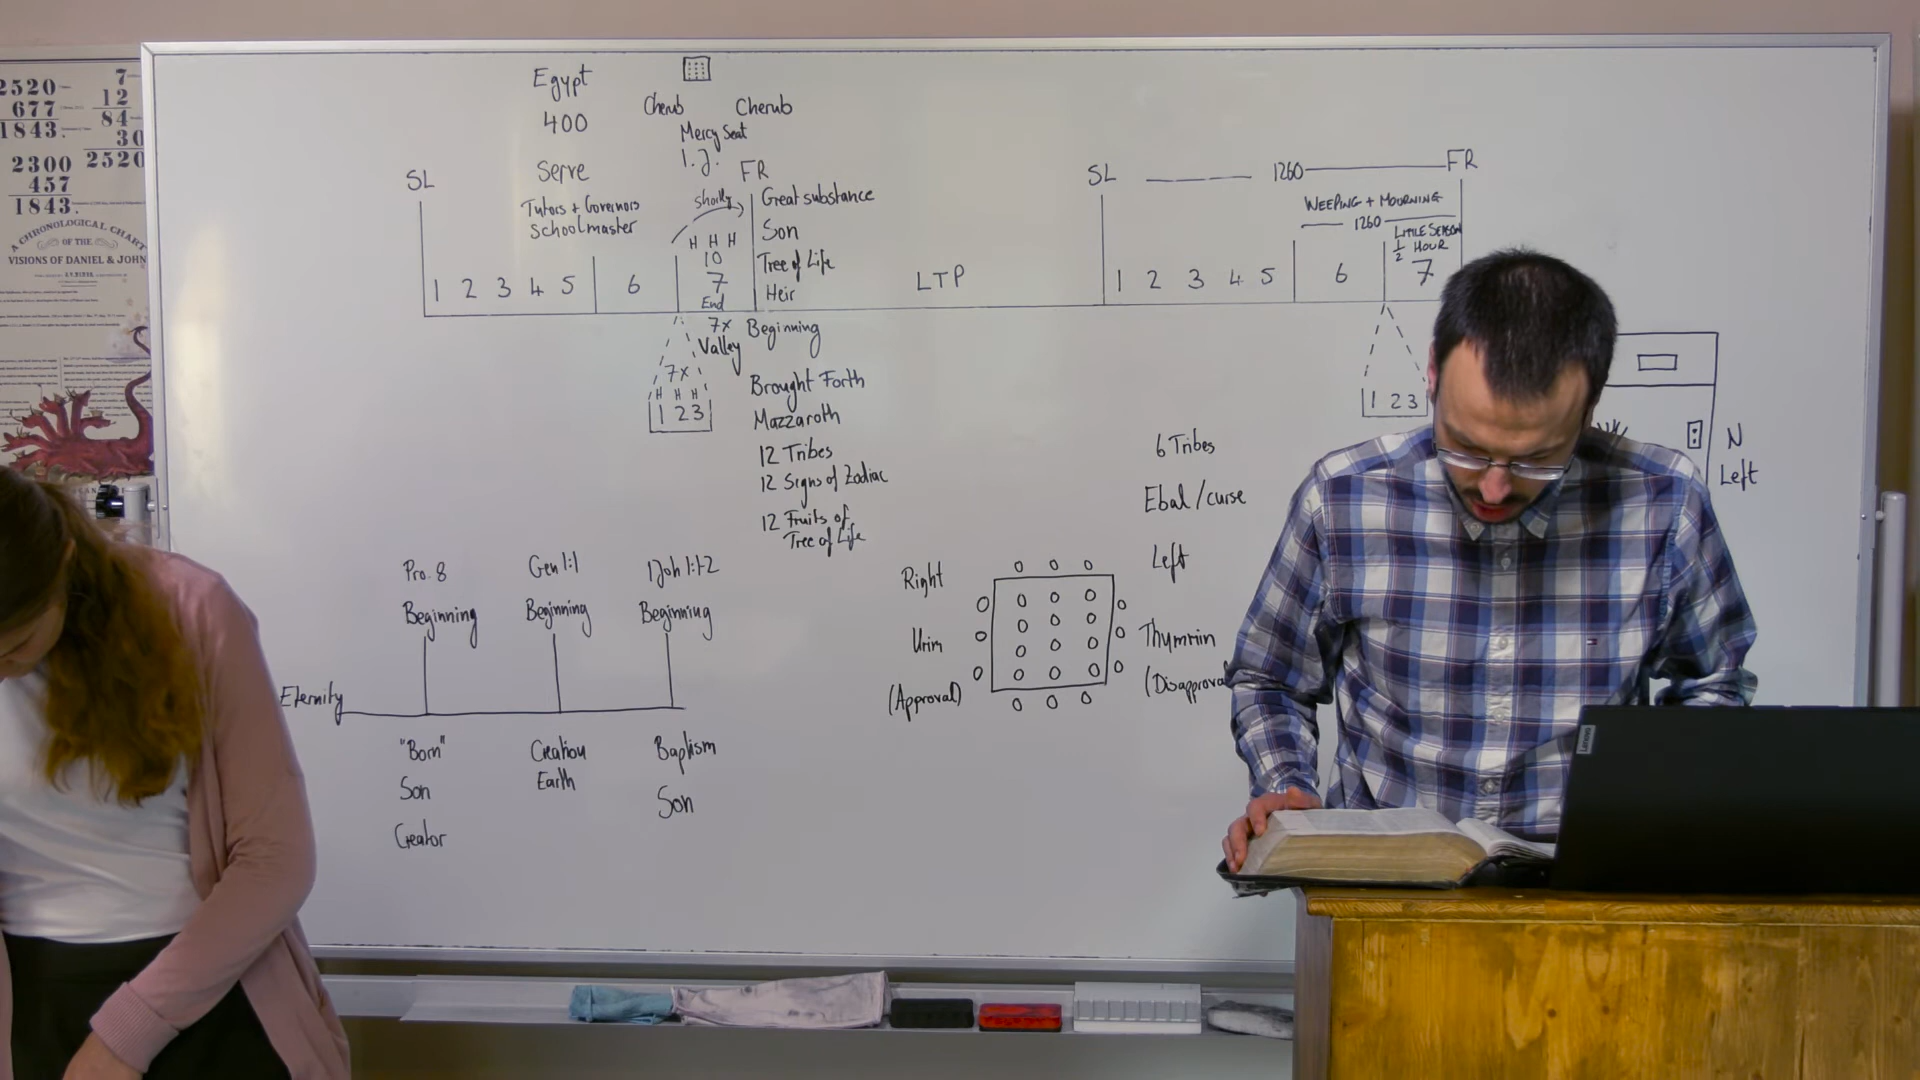 2520
677
1843.
2300
457
1843.
7
12
84
30
2520
A CHRONOLOGICAL CHART
OF THE
VISIONS OF DANIEL & JOHN
Egypt
400
Serve
Tutors + Governors
Schoolmaster
Cherub Cherub
Mercy Seat
I.J.
SL
FR
shortly
Great substance
Son
Tree of Life
Heir
H H H
10
1 2 3 4 5 6 7
End
7x
Beginning
Valley
7x
H H H
1 2 3
Brought Forth
Mazzaroth
12 Tribes
12 Signs of Zodiac
12 Fruits of
Tree of Life
LTP
SL 1260 FR
WEEPING + MOURNING
1260
LITTLE SEASON
1/2 HOUR
1 2 3 4 5 6 7
1 2 3
N
Left
6 Tribes
Ebal/curse
Left
Thummin
(Disapprova
Right
Urim
(Approval)
Pro. 8
Beginning
Gen 1:1
Beginning
1Joh 1:1-2
Beginning
Eternity
"Born"
Son
Creator
Creation
Earth
Baptism
Son
Lenovo